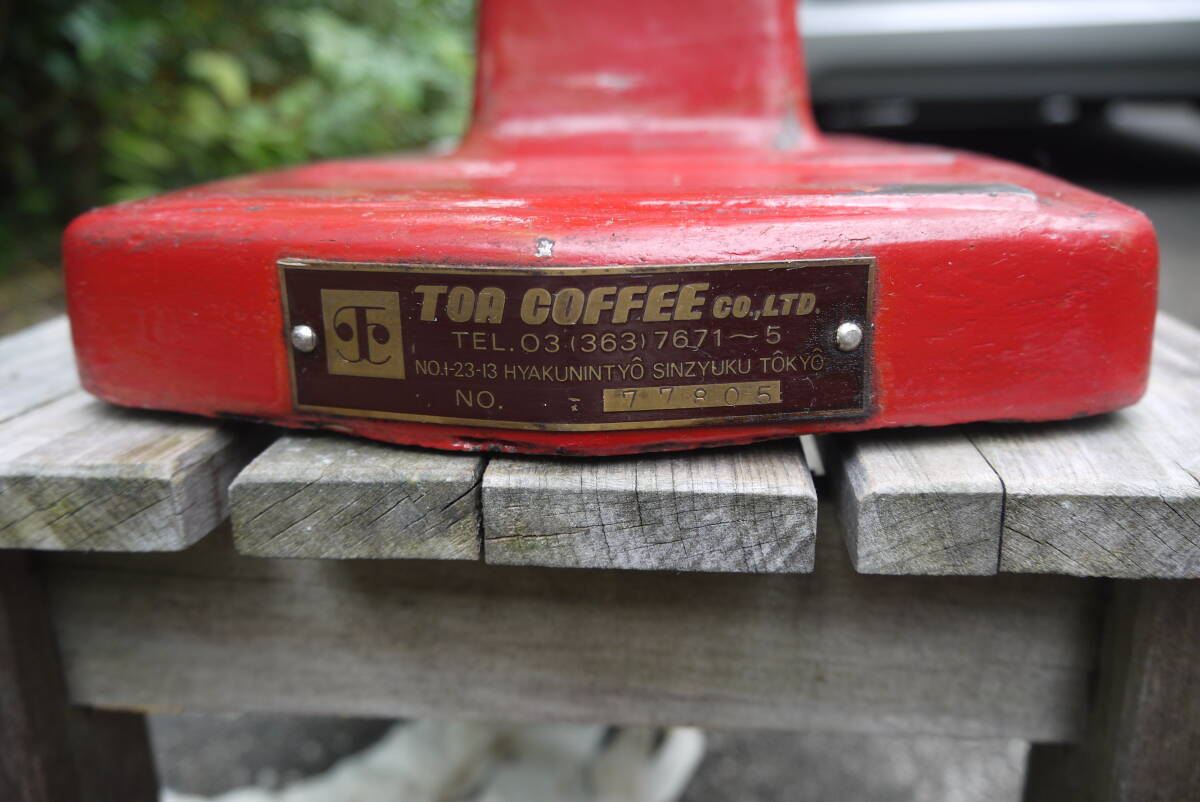 TOA COFFEE CO.,LTD.
TEL. 03 (363) 7671～5
NO.1-23-13 HYAKUNINTYÔ SINZYUKU TÔKYÔ
NO. 77805